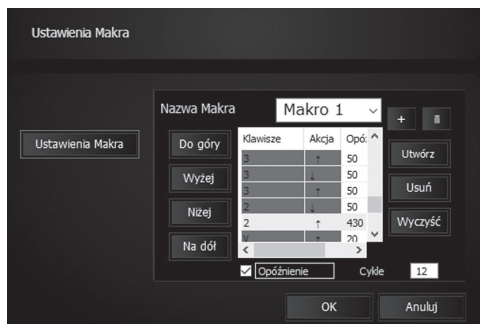 Ustawienia Makra
Nazwa Makra Makro 1
+
Ustawienia Makra
Do góry
Wyżej
Niżej
Na dół
Klawisze Akcja Opó:
3 ↑ 50
3 ↓ 50
3 ↑ 50
2 ↓ 50
2 ↑ 430
V ↑ 20
Utwórz
Usuń
Wyczyść
Opóźnienie Cykle 12
OK Anuluj